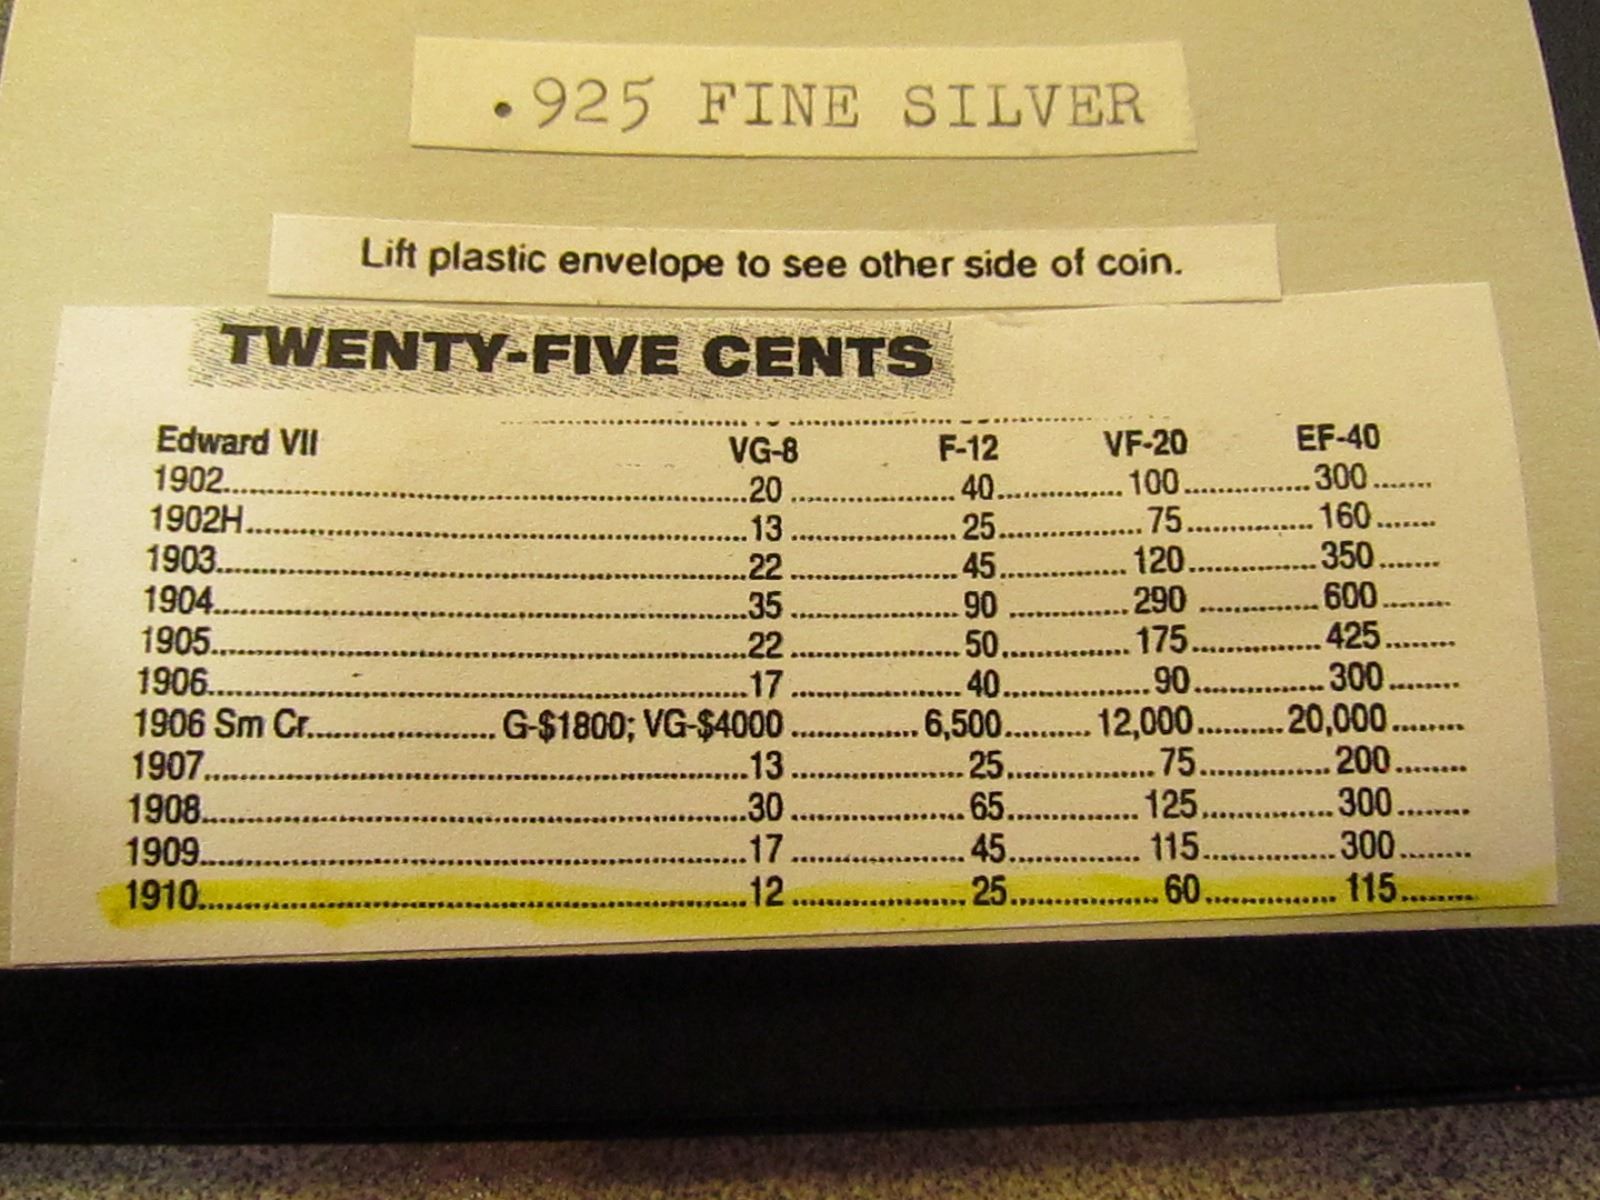 .925 FINE SILVER
Lift plastic envelope to see other side of coin.
TWENTY-FIVE CENTS
Edward VII VG-8 F-12 VF-20 EF-40
1902 20 40 100 300
1902H 13 25 75 160
1903 22 45 120 350
1904 35 90 290 600
1905 22 50 175 425
1906 17 40 90 300
1906 Sm Cr. G-$1800; VG-$4000 6,500 12,000 20,000
1907 13 25 75 200
1908 30 65 125 300
1909 17 45 115 300
1910 12 25 60 115